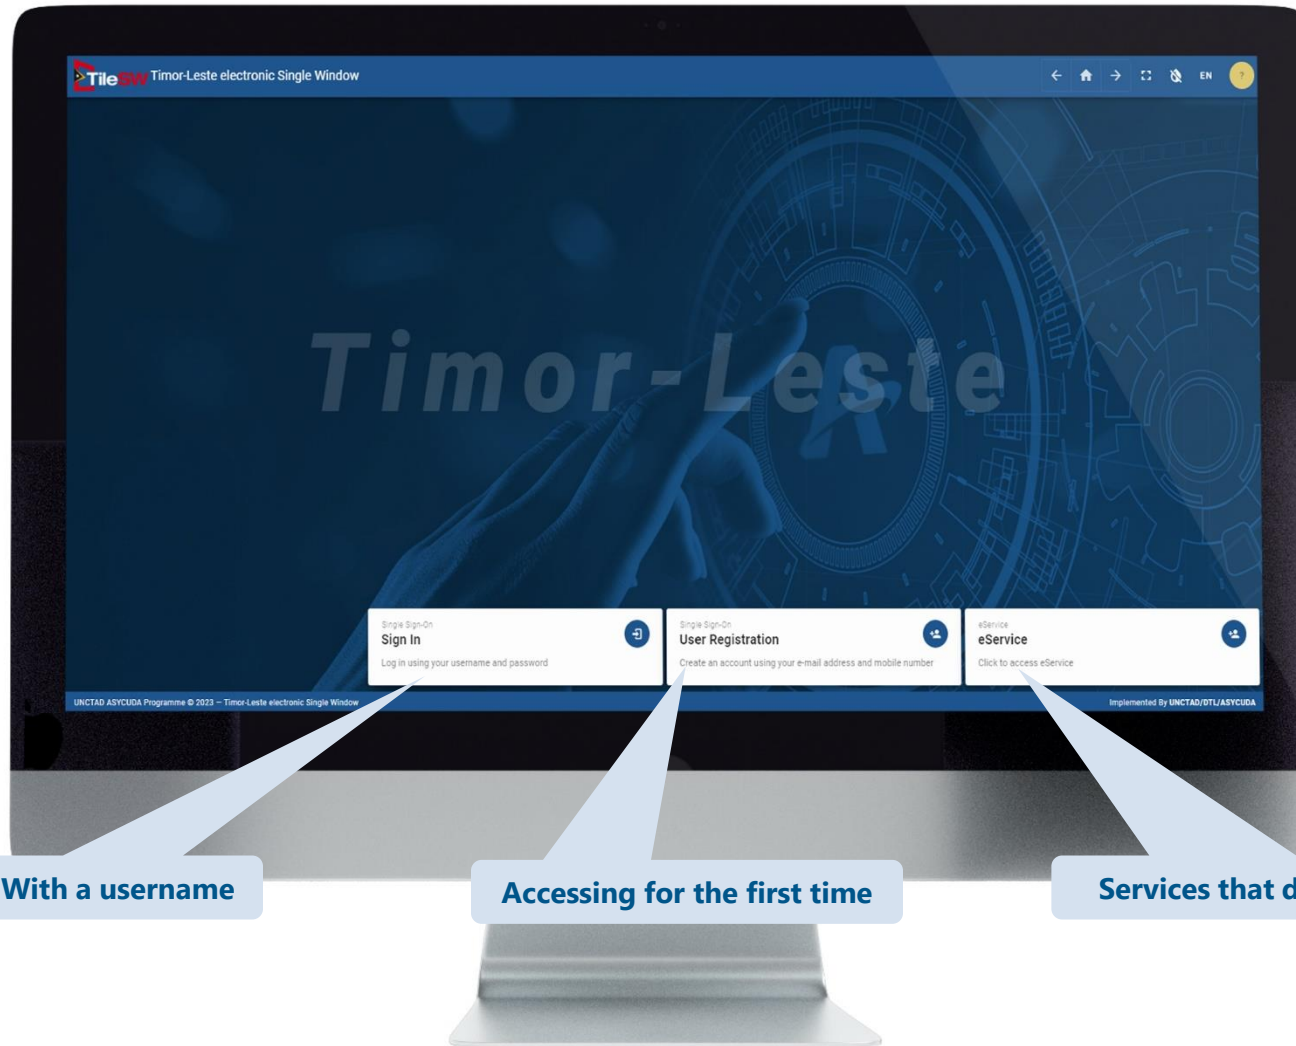 TileSW Timor-Leste electronic Single Window
EN ?
Timor-Leste
Single Sign-On
Sign In
Log in using your username and password
Single Sign-On
User Registration
Create an account using your e-mail address and mobile number
eService
eService
Click to access eService
UNCTAD ASYCUDA Programme © 2023 – Timor-Leste electronic Single Window
Implemented By UNCTAD/DTL/ASYCUDA
With a username
Accessing for the first time
Services that d